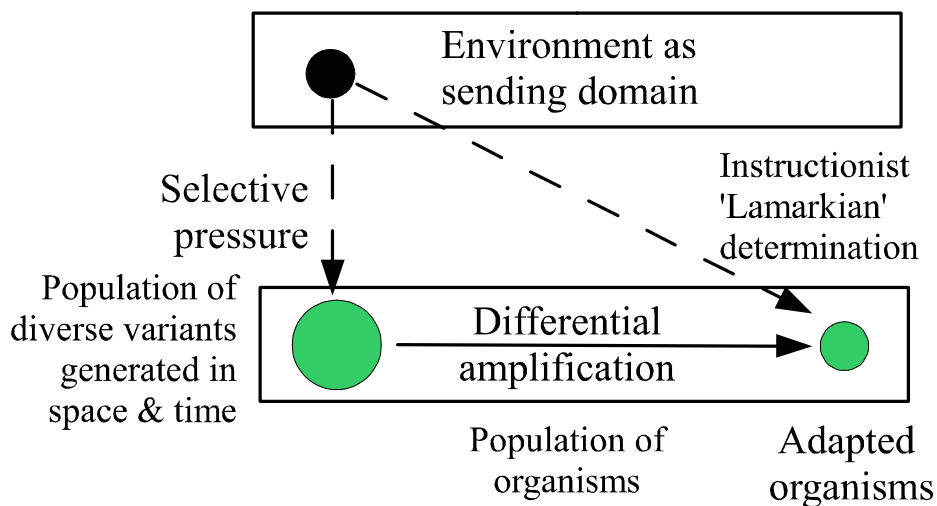 Environment as
sending domain
Selective
pressure
Instructionist
'Lamarkian'
determination
Population of
diverse variants
generated in
space & time
Differential
amplification
Population of
organisms
Adapted
organisms